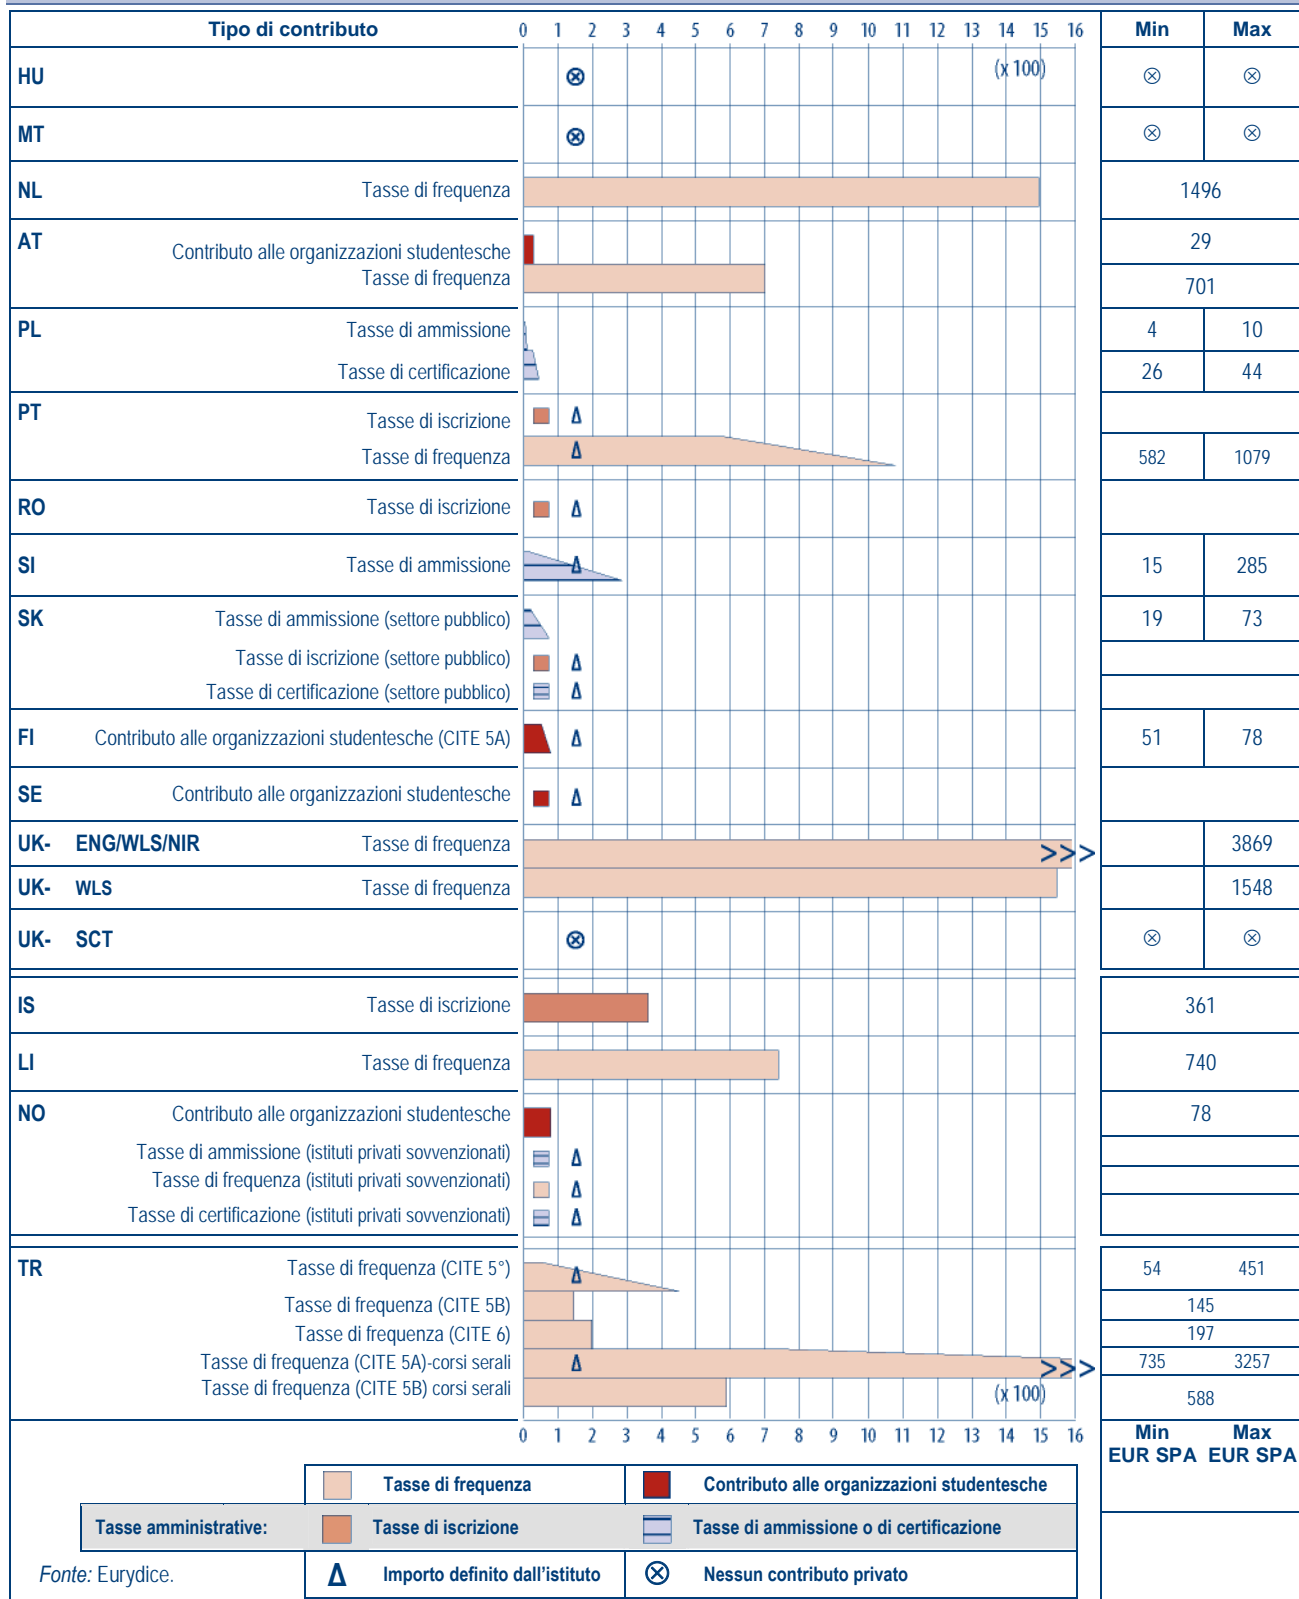 Tipo di contributo 0 1 2 3 4 5 6 7 8 9 10 11 12 13 14 15 16 Min Max
HU ⊗ (x 100) ⊗ ⊗
MT ⊗ ⊗ ⊗
NL Tasse di frequenza 1496
AT Contributo alle organizzazioni studentesche 29
Tasse di frequenza 701
PL Tasse di ammissione 4 10
Tasse di certificazione 26 44
PT Tasse di iscrizione Δ
Tasse di frequenza Δ 582 1079
RO Tasse di iscrizione Δ
SI Tasse di ammissione Δ 15 285
SK Tasse di ammissione (settore pubblico) 19 73
Tasse di iscrizione (settore pubblico) Δ
Tasse di certificazione (settore pubblico) Δ
FI Contributo alle organizzazioni studentesche (CITE 5A) Δ 51 78
SE Contributo alle organizzazioni studentesche Δ
UK- ENG/WLS/NIR Tasse di frequenza >>> 3869
UK- WLS Tasse di frequenza 1548
UK- SCT ⊗ ⊗ ⊗
IS Tasse di iscrizione 361
LI Tasse di frequenza 740
NO Contributo alle organizzazioni studentesche 78
Tasse di ammissione (istituti privati sovvenzionati) Δ
Tasse di frequenza (istituti privati sovvenzionati) Δ
Tasse di certificazione (istituti privati sovvenzionati) Δ
TR Tasse di frequenza (CITE 5°) Δ 54 451
Tasse di frequenza (CITE 5B) 145
Tasse di frequenza (CITE 6) 197
Tasse di frequenza (CITE 5A)-corsi serali Δ >>> 735 3257
Tasse di frequenza (CITE 5B) corsi serali (x 100) 588
0 1 2 3 4 5 6 7 8 9 10 11 12 13 14 15 16 Min Max
EUR SPA EUR SPA
Tasse di frequenza Contributo alle organizzazioni studentesche
Tasse amministrative: Tasse di iscrizione Tasse di ammissione o di certificazione
Fonte: Eurydice. Δ Importo definito dall'istituto ⊗ Nessun contributo privato